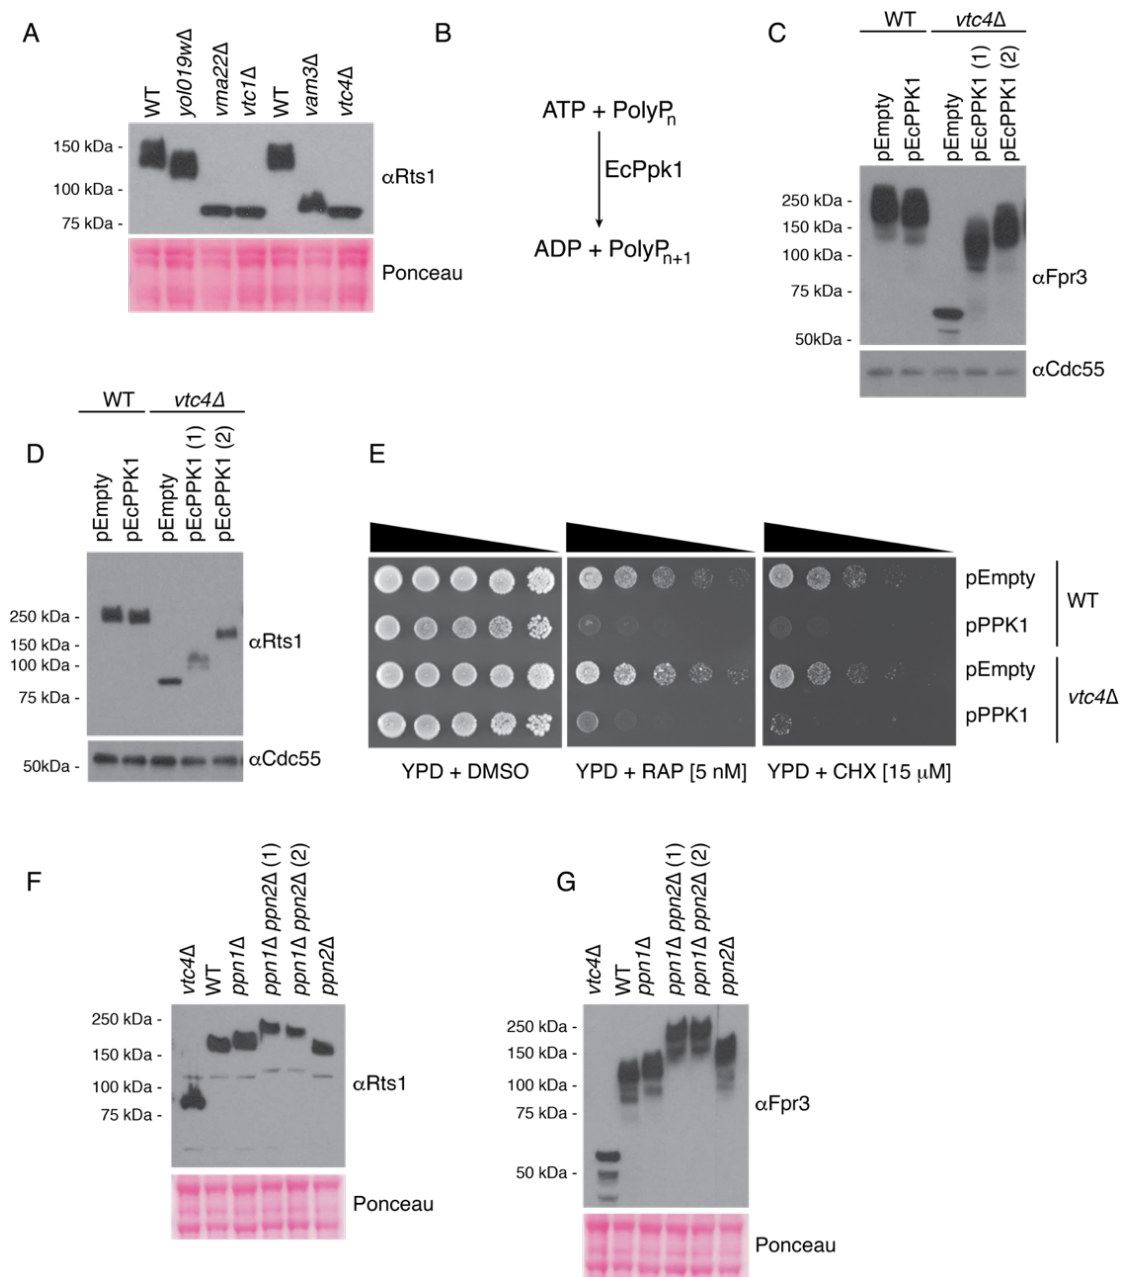 A
WT
yol019wΔ
vma22Δ
vtc1Δ
WT
vam3Δ
vtc4Δ
150 kDa -
100 kDa -
75 kDa -
αRts1
Ponceau
B
ATP + PolyPn
EcPpk1
ADP + PolyPn+1
C
WT
vtc4Δ
pEmpty
pEcPPK1
pEmpty
pEcPPK1 (1)
pEcPPK1 (2)
250 kDa -
150 kDa -
100 kDa -
75 kDa -
50kDa -
αFpr3
αCdc55
D
WT
vtc4Δ
pEmpty
pEcPPK1
pEmpty
pEcPPK1 (1)
pEcPPK1 (2)
250 kDa -
150 kDa -
100 kDa -
75 kDa -
50kDa -
αRts1
αCdc55
E
pEmpty
pPPK1
pEmpty
pPPK1
WT
vtc4Δ
YPD + DMSO
YPD + RAP [5 nM]
YPD + CHX [15 μM]
F
vtc4Δ
WT
ppn1Δ
ppn1Δ ppn2Δ (1)
ppn1Δ ppn2Δ (2)
ppn2Δ
250 kDa -
150 kDa -
100 kDa -
75 kDa -
αRts1
Ponceau
G
vtc4Δ
WT
ppn1Δ
ppn1Δ ppn2Δ (1)
ppn1Δ ppn2Δ (2)
ppn2Δ
250 kDa -
150 kDa -
100 kDa -
75 kDa -
50 kDa -
αFpr3
Ponceau